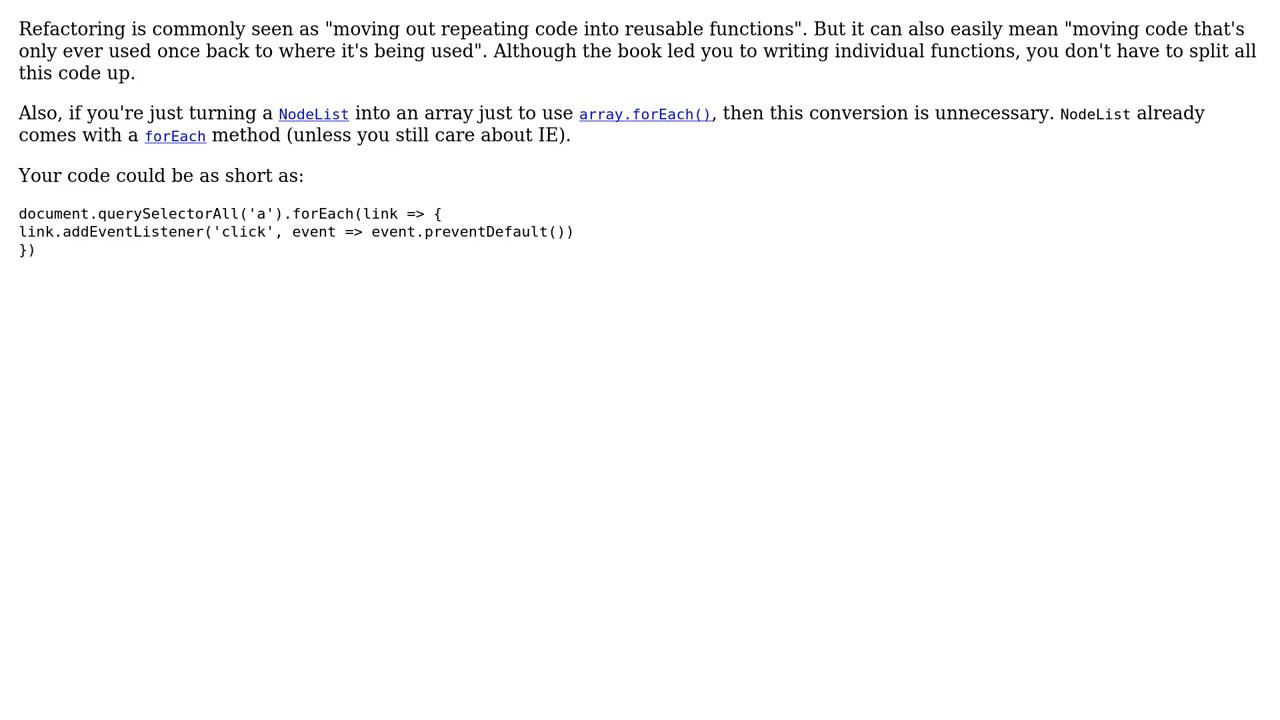 Refactoring is commonly seen as "moving out repeating code into reusable functions". But it can also easily mean "moving code that's
only ever used once back to where it's being used". Although the book led you to writing individual functions, you don't have to split all
this code up.
Also, if you're just turning a NodeList into an array just to use array.forEach(), then this conversion is unnecessary. NodeList already
comes with a forEach method (unless you still care about IE).
Your code could be as short as:
document.querySelectorAll('a').forEach(link => {
link.addEventListener('click', event => event.preventDefault())
})